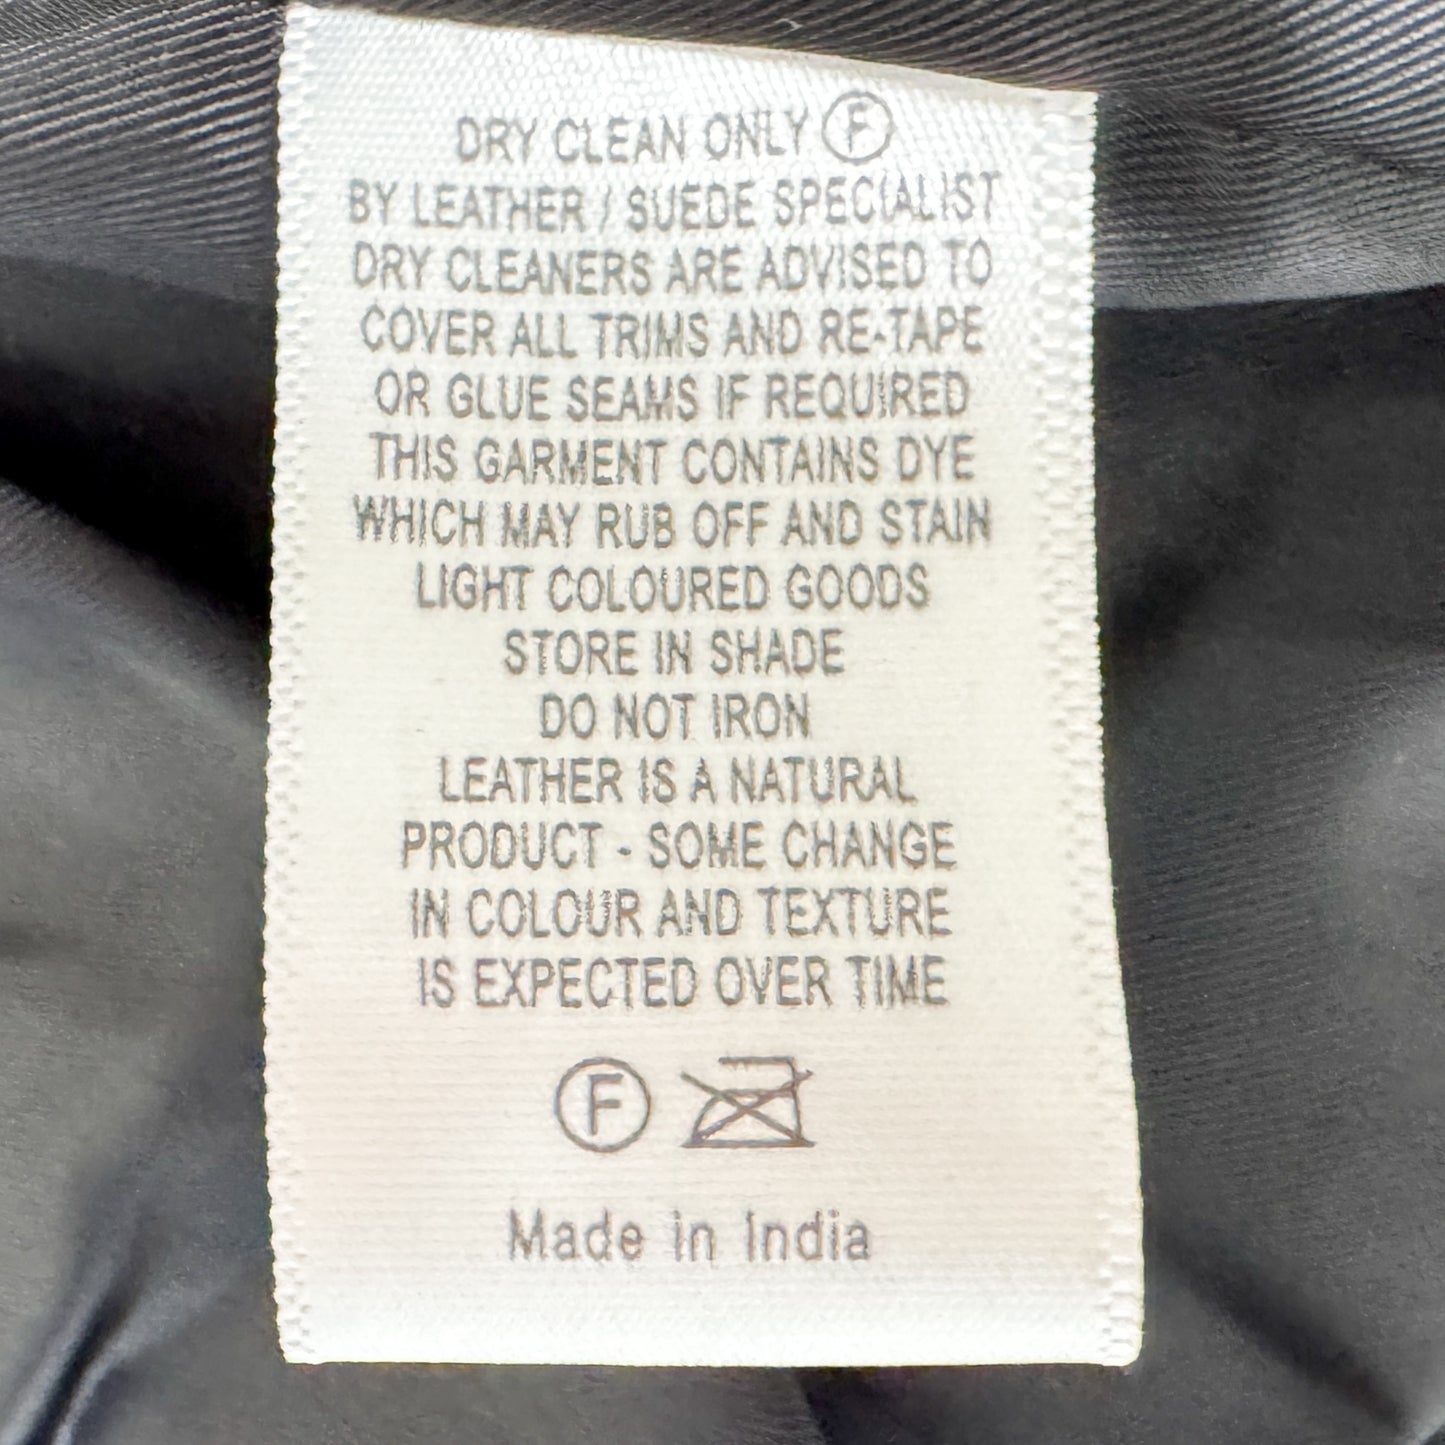 DRY CLEAN ONLY Ⓕ
BY LEATHER / SUEDE SPECIALIST
DRY CLEANERS ARE ADVISED TO
COVER ALL TRIMS AND RE-TAPE
OR GLUE SEAMS IF REQUIRED
THIS GARMENT CONTAINS DYE
WHICH MAY RUB OFF AND STAIN
LIGHT COLOURED GOODS
STORE IN SHADE
DO NOT IRON
LEATHER IS A NATURAL
PRODUCT - SOME CHANGE
IN COLOUR AND TEXTURE
IS EXPECTED OVER TIME
Ⓕ
Made in India